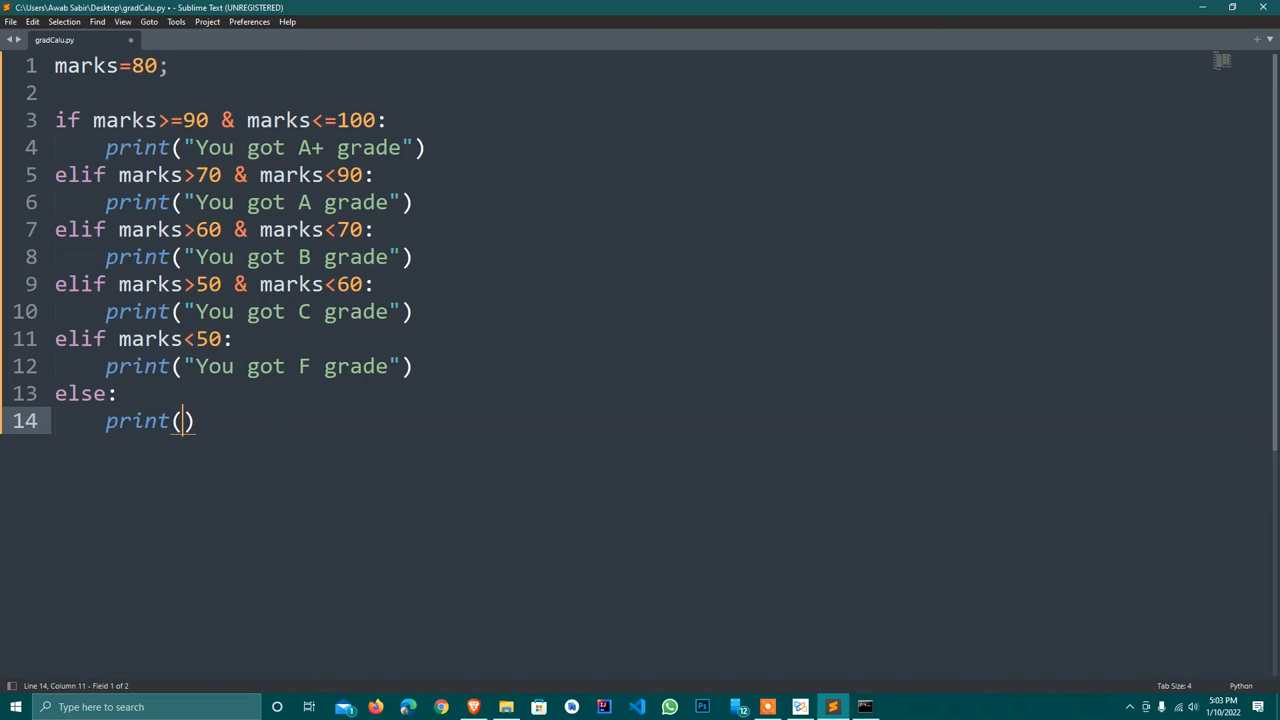 C:\Users\Awab Sabir\Desktop\gradCalu.py • - Sublime Text (UNREGISTERED)
File Edit Selection Find View Goto Tools Project Preferences Help
gradCalu.py
1 marks=80;
2
3 if marks>=90 & marks<=100:
4 print("You got A+ grade")
5 elif marks>70 & marks<90:
6 print("You got A grade")
7 elif marks>60 & marks<70:
8 print("You got B grade")
9 elif marks>50 & marks<60:
10 print("You got C grade")
11 elif marks<50:
12 print("You got F grade")
13 else:
14 print()
Line 14, Column 11 - Field 1 of 2 Tab Size: 4 Python
Type here to search 1 Ps 12 5:03 PM
1/10/2022